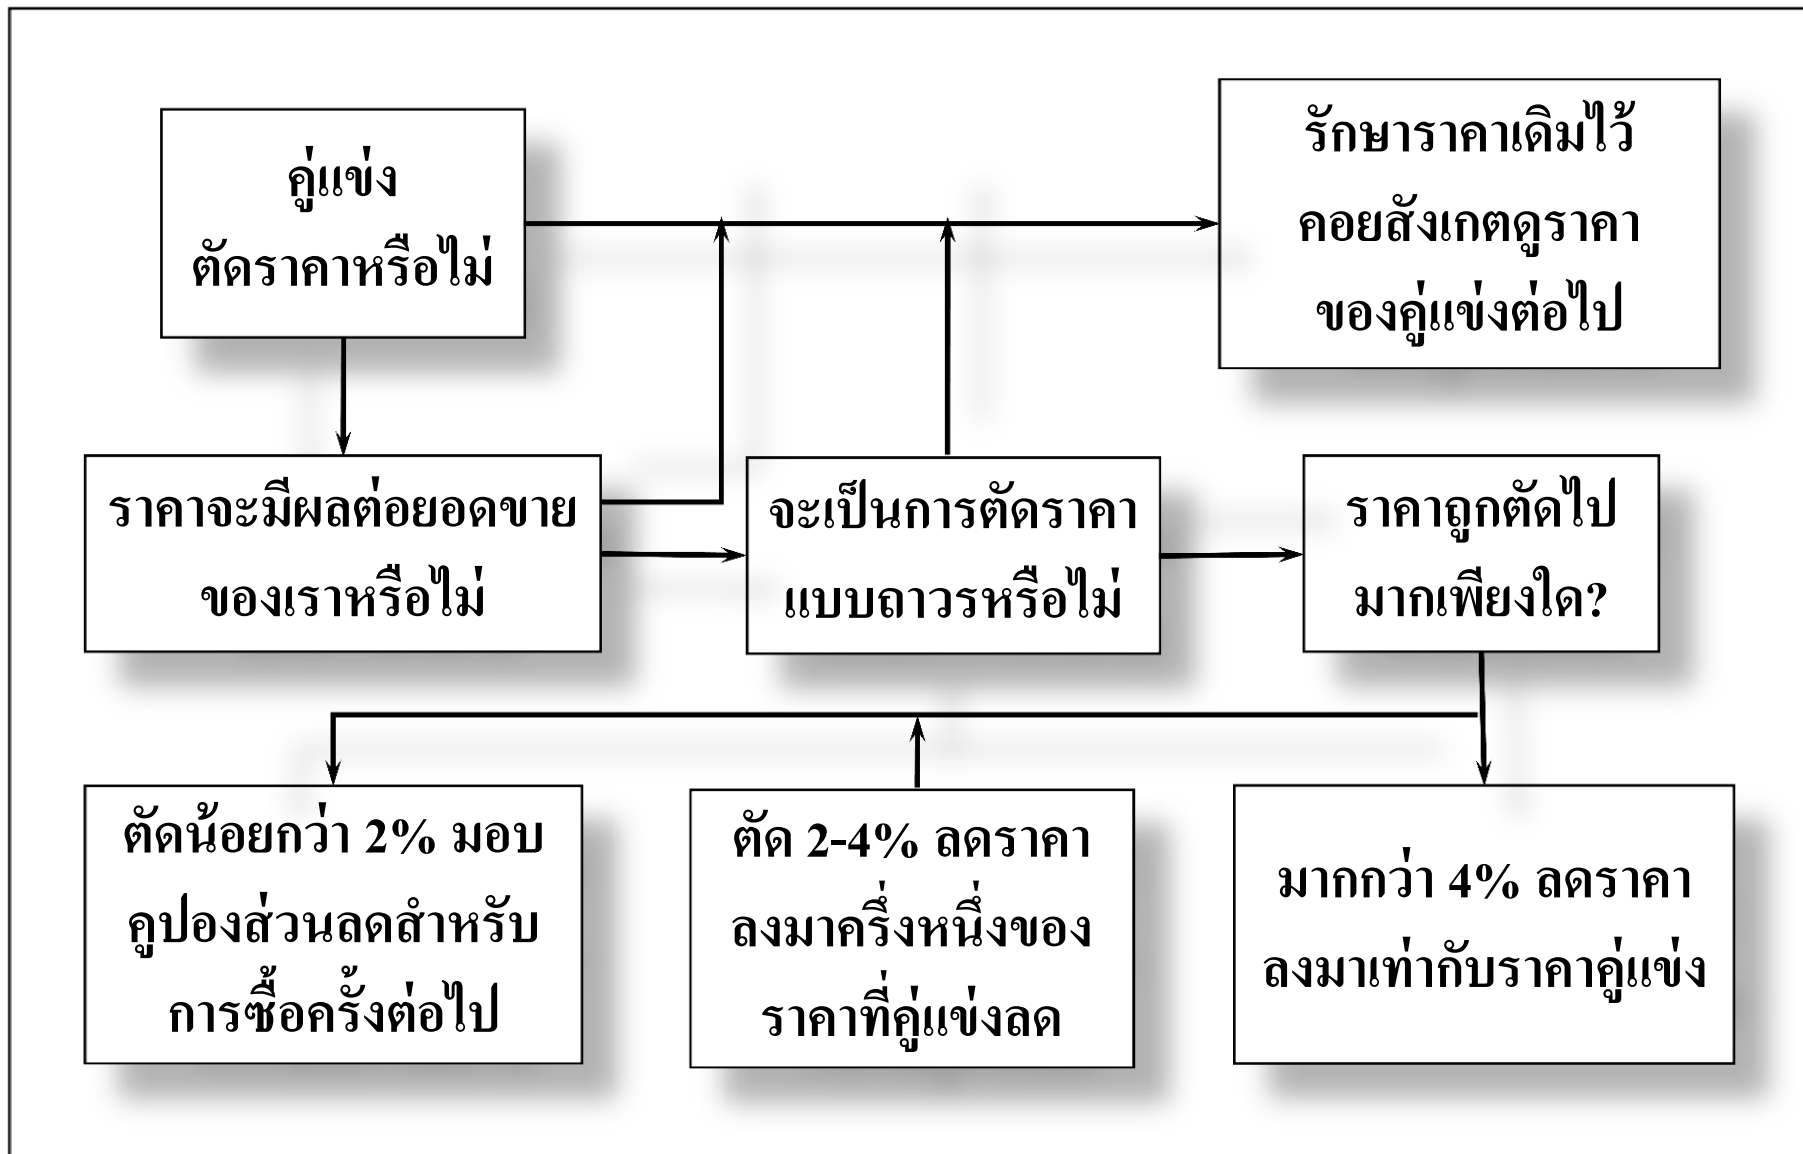 คู่แข่ง
ตัดราคาหรือไม่
รักษาราคาเดิมไว้
คอยสังเกตดูราคา
ของคู่แข่งต่อไป
ราคาจะมีผลต่อยอดขาย
ของเราหรือไม่
จะเป็นการตัดราคา
แบบถาวรหรือไม่
ราคาถูกตัดไป
มากเพียงใด?
ตัดน้อยกว่า 2% มอบ
คูปองส่วนลดสำหรับ
การซื้อครั้งต่อไป
ตัด 2-4% ลดราคา
ลงมาครึ่งหนึ่งของ
ราคาที่คู่แข่งลด
มากกว่า 4% ลดราคา
ลงมาเท่ากับราคาคู่แข่ง